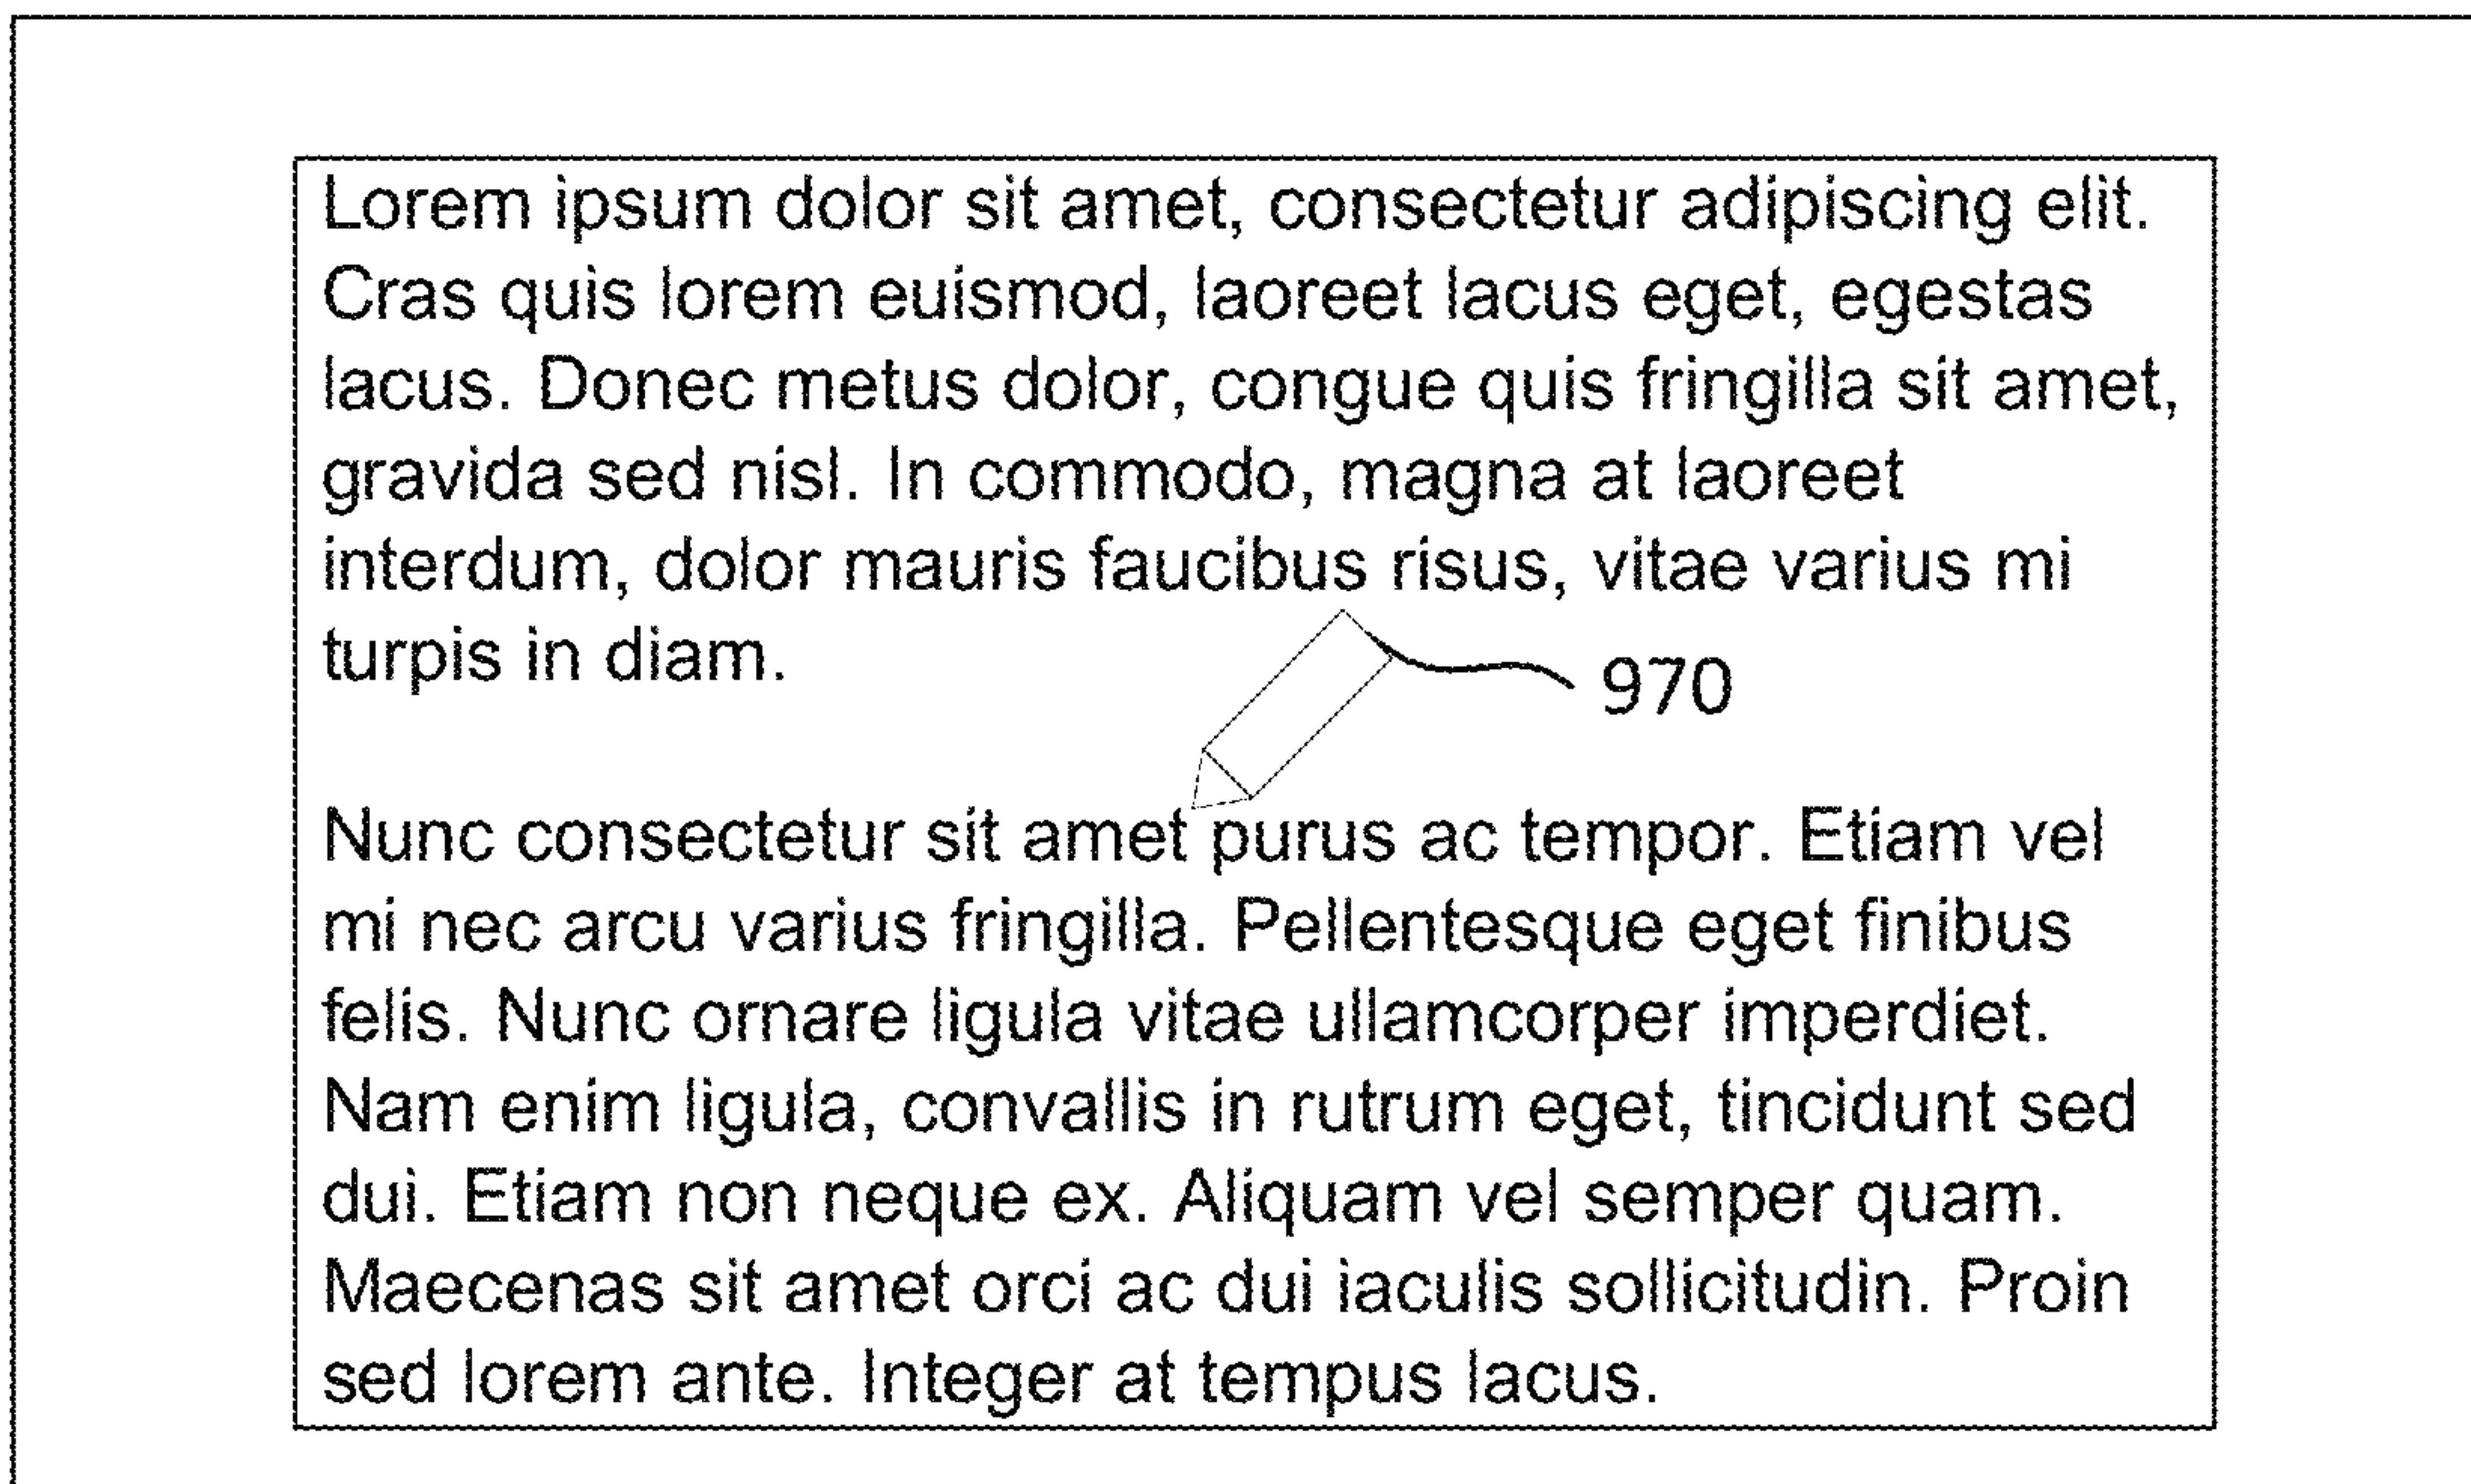 Lorem ipsum dolor sit amet, consectetur adipiscing elit.
Cras quis lorem euismod, laoreet lacus eget, egestas
lacus. Donec metus dolor, congue quis fringilla sit amet,
gravida sed nisl. In commodo, magna at laoreet
interdum, dolor mauris faucibus risus, vitae varius mi
turpis in diam.
970
Nunc consectetur sit amet purus ac tempor. Etiam vel
mi nec arcu varius fringilla. Pellentesque eget finibus
felis. Nunc ornare ligula vitae ullamcorper imperdiet.
Nam enim ligula, convallis in rutrum eget, tincidunt sed
dui. Etiam non neque ex. Aliquam vel semper quam.
Maecenas sit amet orci ac dui iaculis sollicitudin. Proin
sed lorem ante. Integer at tempus lacus.